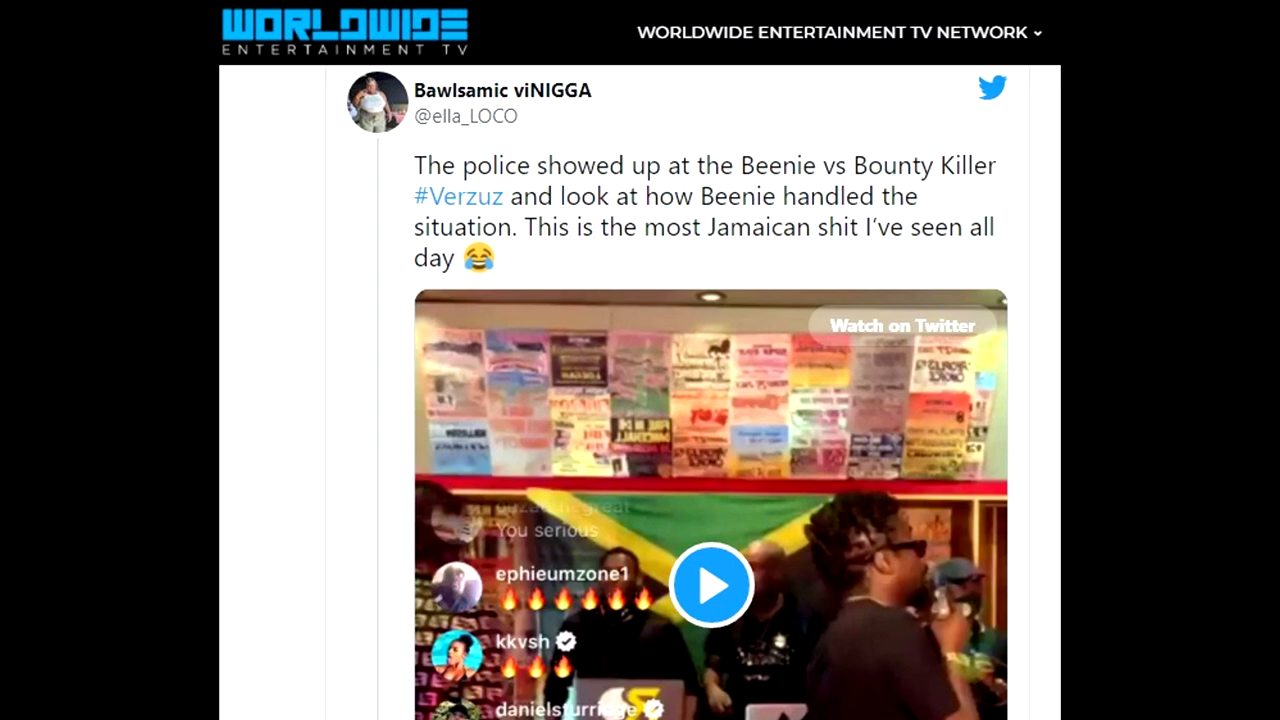 WORLDWIDE
ENTERTAINMENT TV
WORLDWIDE ENTERTAINMENT TV NETWORK
Bawlsamic viNIGGA
@ella_LOCO
The police showed up at the Beenie vs Bounty Killer
#Verzuz and look at how Beenie handled the
situation. This is the most Jamaican shit I’ve seen all
day 😂
Watch on Twitter
You serious
ephieumzone1
🔥🔥🔥🔥🔥🔥
kkvsh
🔥🔥🔥
danielsturridge